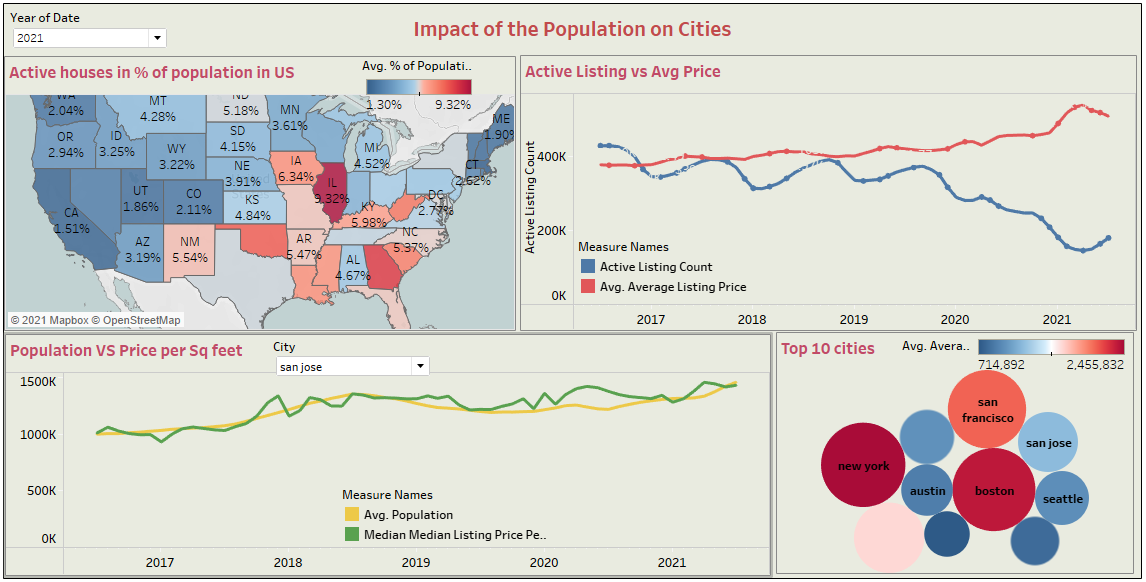 Year of Date
2021
Impact of the Population on Cities
Active houses in % of population in US
Avg. % of Populati..
1.30%
9.32%
WA
2.04%
MT
4.28%
ND
5.18%
MN
3.61%
ME
1.90%
OR
2.94%
ID
3.25%
SD
4.15%
WY
3.22%
MI
4.52%
IA
6.34%
NE
3.91%
CT
2.62%
UT
1.86%
CO
2.11%
IL
9.32%
DC
2.77%
KS
4.84%
CA
1.51%
KY
5.98%
AZ
3.19%
NM
5.54%
AR
5.47%
NC
5.37%
AL
4.67%
© 2021 Mapbox © OpenStreetMap
Active Listing vs Avg Price
Active Listing Count
400K
200K
0K
Measure Names
Active Listing Count
Avg. Average Listing Price
2017
2018
2019
2020
2021
Population VS Price per Sq feet
City
san jose
1500K
1000K
500K
0K
Measure Names
Avg. Population
Median Median Listing Price Pe..
2017
2018
2019
2020
2021
Top 10 cities
Avg. Avera..
714,892
2,455,832
san
francisco
san jose
new york
austin
boston
seattle